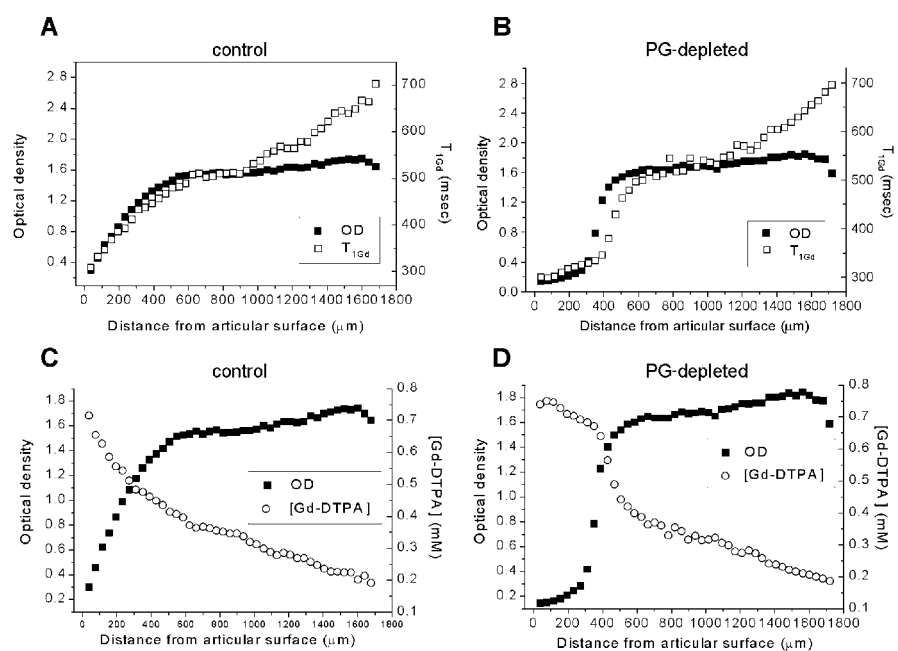 A
control
Optical density
2.8
2.4
2.0
1.6
1.2
0.8
0.4
700
600
500
400
300
T1Gd (msec)
OD
T1Gd
0 200 400 600 800 1000 1200 1400 1600 1800
Distance from articular surface (μm)
B
PG-depleted
Optical density
2.8
2.4
2.0
1.6
1.2
0.8
0.4
0.0
700
600
500
400
300
T1Gd (msec)
OD
T1Gd
0 200 400 600 800 1000 1200 1400 1600 1800
Distance from articular surface (μm)
C
control
Optical density
1.8
1.6
1.4
1.2
1.0
0.8
0.6
0.4
0.2
0.8
0.7
0.6
0.5
0.4
0.3
0.2
0.1
[Gd-DTPA] (mM)
OD
[Gd-DTPA]
0 200 400 600 800 1000 1200 1400 1600 1800
Distance from articular surface (μm)
D
PG-depleted
Optical density
1.8
1.6
1.4
1.2
1.0
0.8
0.6
0.4
0.2
0.8
0.7
0.6
0.5
0.4
0.3
0.2
0.1
[Gd-DTPA] (mM)
OD
[Gd-DTPA]
0 200 400 600 800 1000 1200 1400 1600 1800
Distance from articular surface (μm)